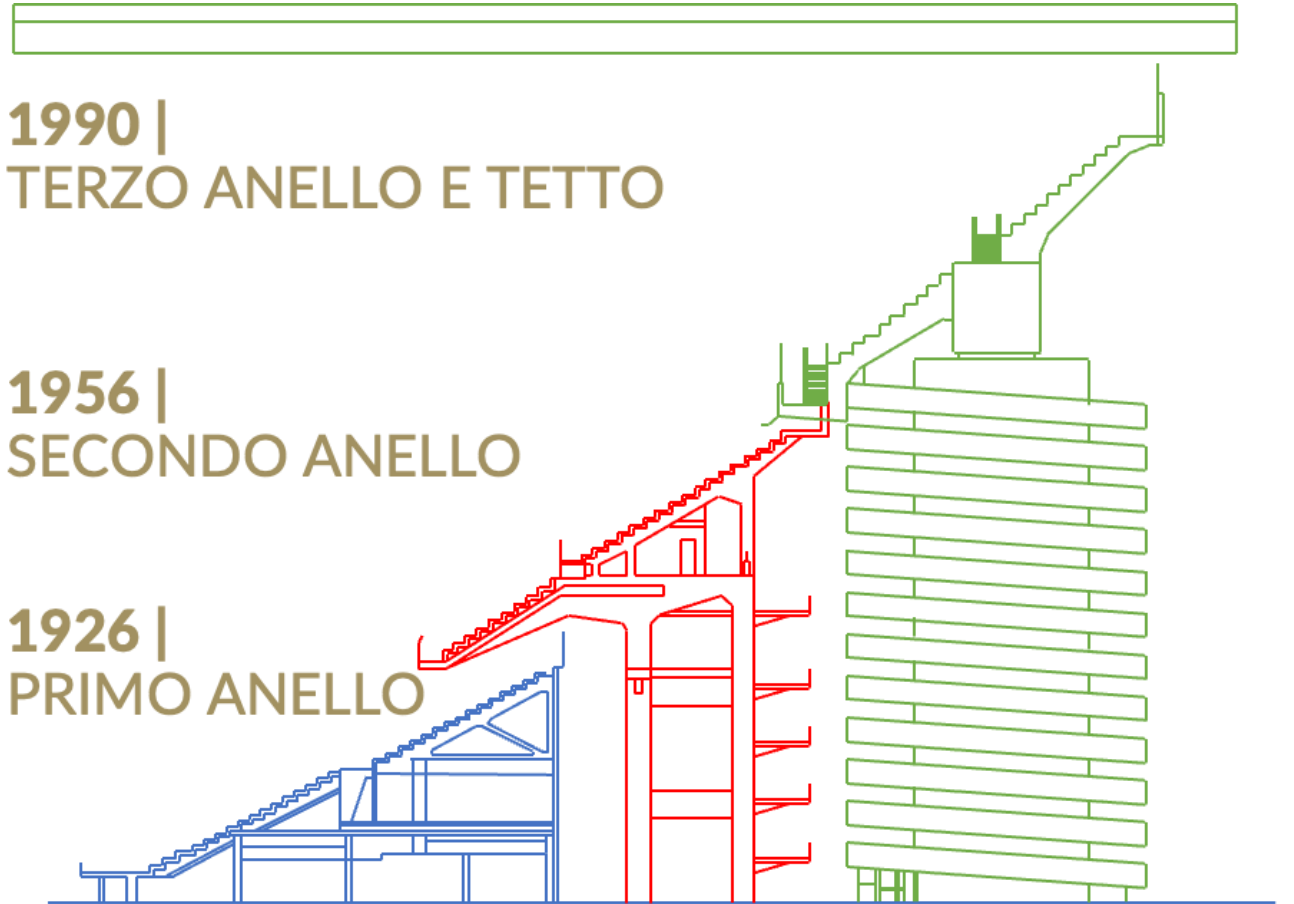 1990 |
TERZO ANELLO E TETTO
1956 |
SECONDO ANELLO
1926 |
PRIMO ANELLO